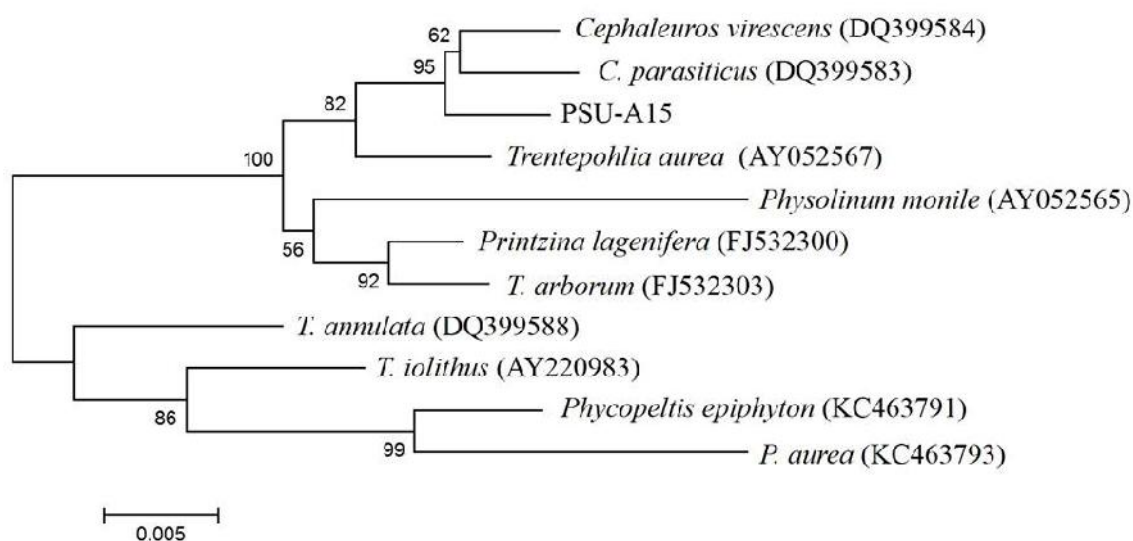 62
Cephaleuros virescens (DQ399584)
95
C. parasiticus (DQ399583)
82
PSU-A15
100
Trentepohlia aurea (AY052567)
Physolinum monile (AY052565)
56
Printzina lagenifera (FJ532300)
92
T. arborum (FJ532303)
T. annulata (DQ399588)
T. iolithus (AY220983)
86
Phycopeltis epiphyton (KC463791)
99
P. aurea (KC463793)
0.005